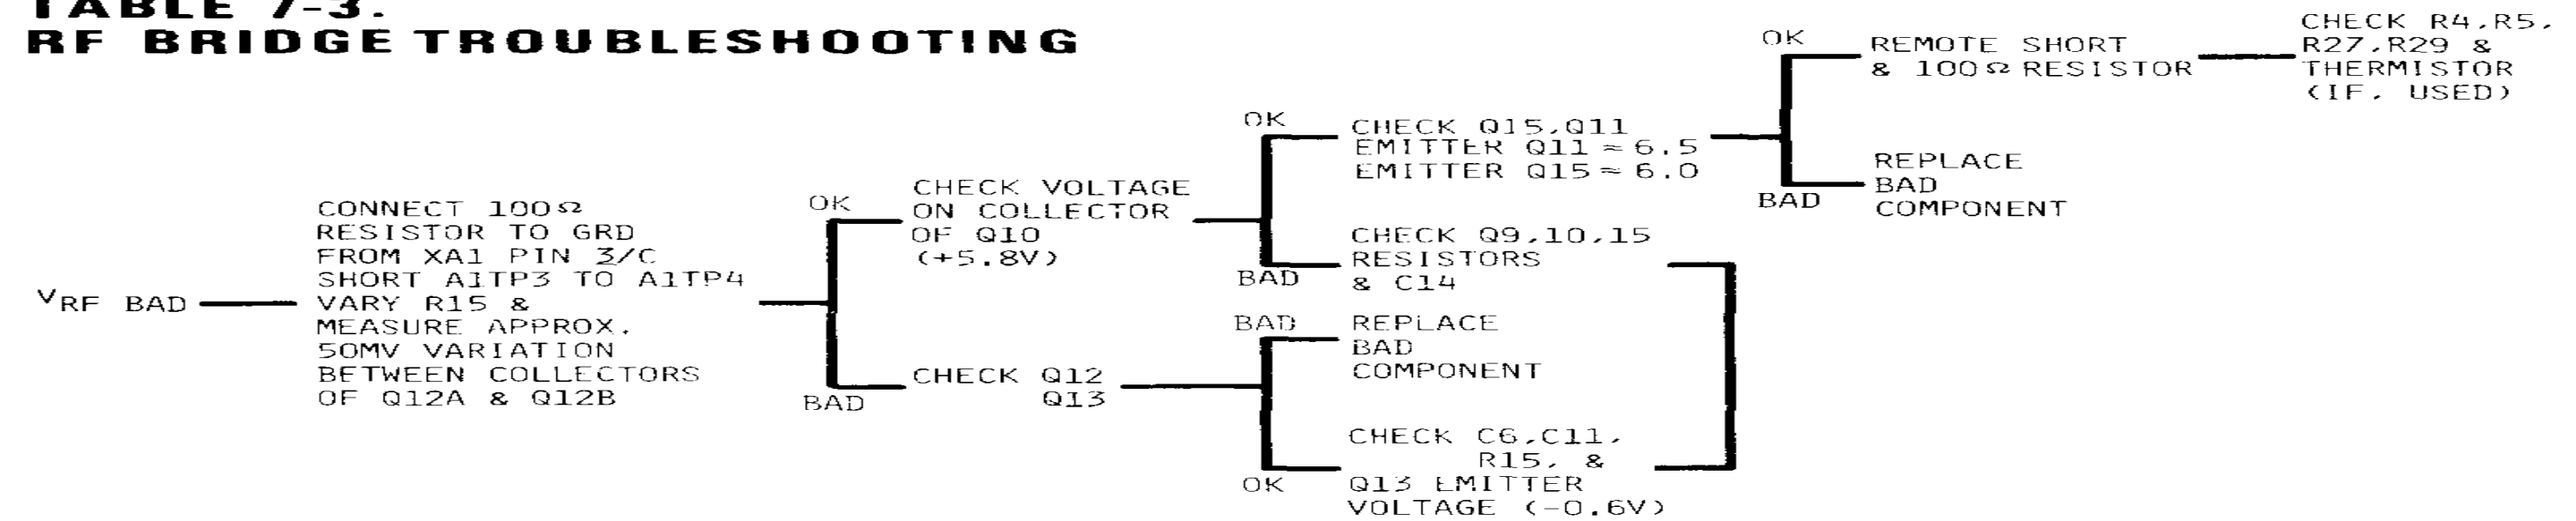 TABLE 7-3.
RF BRIDGE TROUBLESHOOTING
VRF BAD
CONNECT 100Ω
RESISTOR TO GRD
FROM XA1 PIN 3/C
SHORT A1TP3 TO A1TP4
VARY R15 &
MEASURE APPROX.
50MV VARIATION
BETWEEN COLLECTORS
OF Q12A & Q12B
OK
CHECK VOLTAGE
ON COLLECTOR
OF Q10
(+5.8V)
BAD
CHECK Q12
Q13
OK
CHECK Q15,Q11
EMITTER Q11 ≈ 6.5
EMITTER Q15 ≈ 6.0
BAD
CHECK Q9,10,15
RESISTORS
& C14
BAD
REPLACE
BAD
COMPONENT
OK
CHECK C6,C11,
R15, &
Q13 EMITTER
VOLTAGE (-0.6V)
OK
REMOTE SHORT
& 100Ω RESISTOR
BAD
REPLACE
BAD
COMPONENT
CHECK R4,R5,
R27,R29 &
THERMISTOR
(IF, USED)